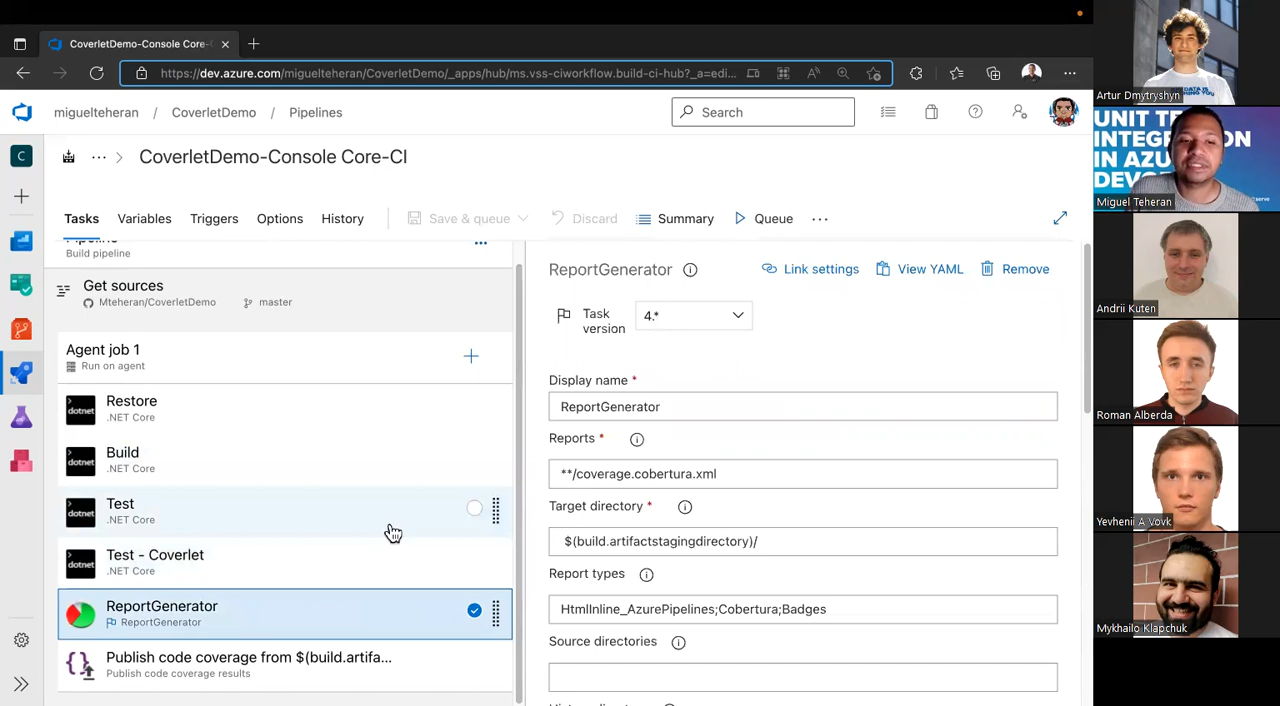 CoverletDemo-Console Core-C
https://dev.azure.com/miguelteheran/CoverletDemo/_apps/hub/ms.vss-ciworkflow.build-ci-hub?_a=edi...
miguelteheran / CoverletDemo / Pipelines
Search
C
... > CoverletDemo-Console Core-CI
Tasks Variables Triggers Options History Save & queue Discard Summary Queue ...
Pipeline
Build pipeline
Get sources
Mteheran/CoverletDemo master
Agent job 1
Run on agent
Restore
.NET Core
Build
.NET Core
Test
.NET Core
Test - Coverlet
.NET Core
ReportGenerator
ReportGenerator
Publish code coverage from $(build.artifa...
Publish code coverage results
dotnet
dotnet
dotnet
dotnet
ReportGenerator
Link settings View YAML Remove
Task
version
4.*
Display name *
ReportGenerator
Reports *
**/coverage.cobertura.xml
Target directory *
$(build.artifactstagingdirectory)/
Report types
HtmlInline_AzurePipelines;Cobertura;Badges
Source directories
Artur Dmytryshyn
UNIT TE
INTEGR ON
IN AZU
DEVO
Miguel Teheran
Andrii Kuten
Roman Alberda
Yevhenii A Vovk
Mykhailo Klapchuk